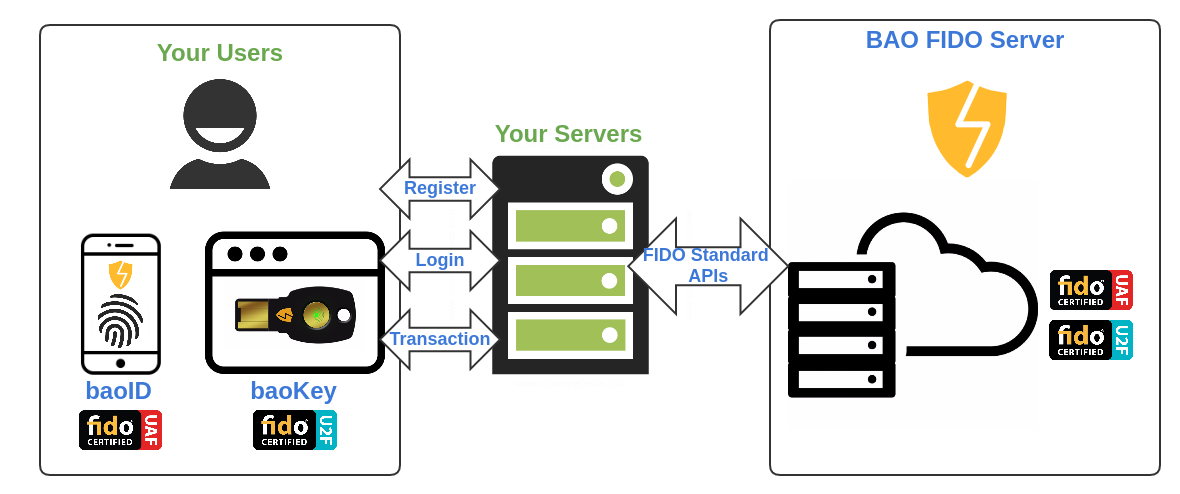 Your Users
baoID
fido
CERTIFIED
UAF
baoKey
fido
CERTIFIED
U2F
Register
Login
Transaction
Your Servers
FIDO Standard
APIs
BAO FIDO Server
fido
CERTIFIED
UAF
fido
CERTIFIED
U2F